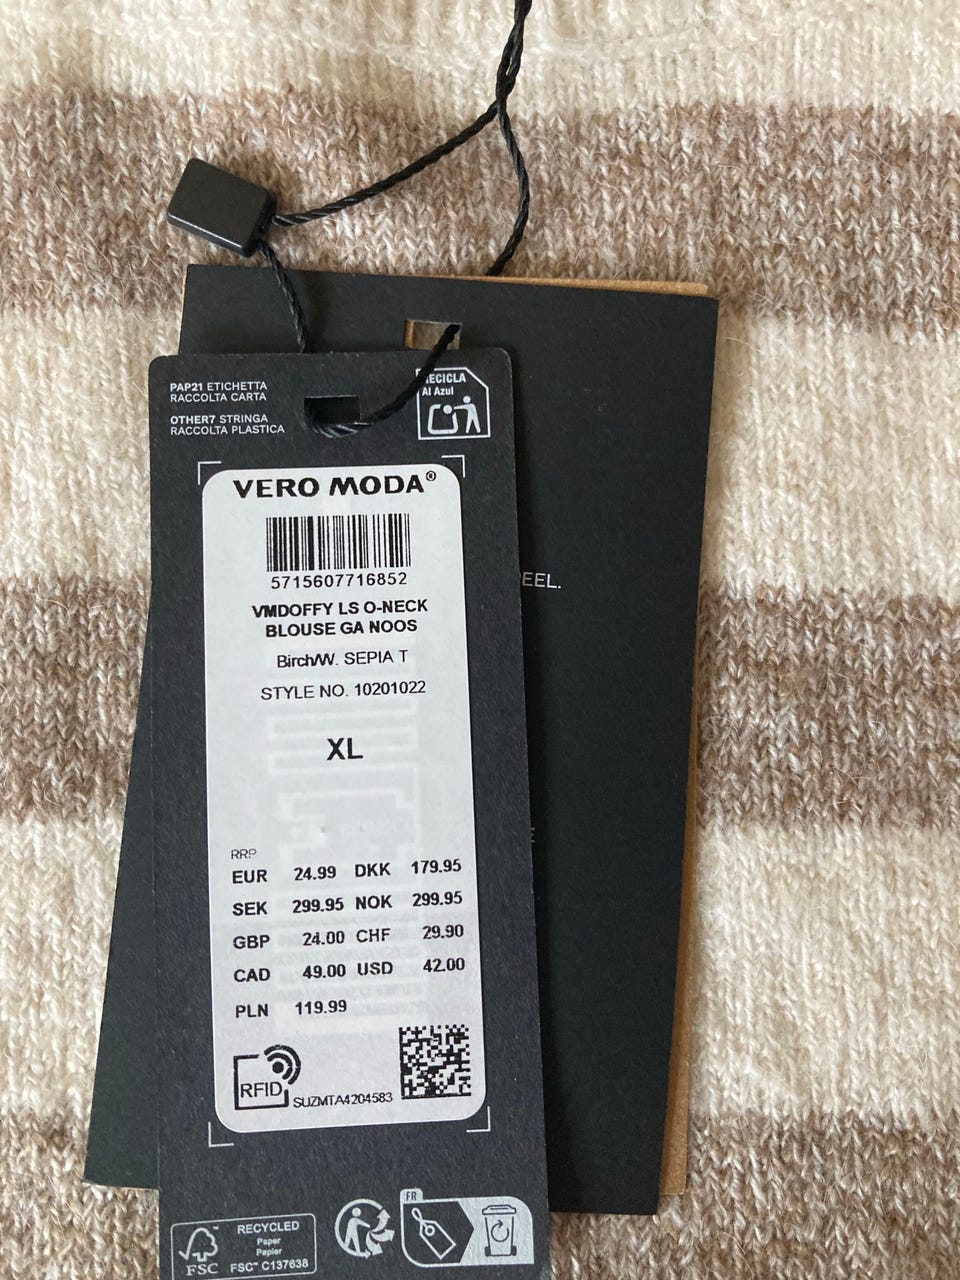 PAP21 ETICHETTA
RACCOLTA CARTA
OTHER7 STRINGA
RACCOLTA PLASTICA
Al Azul
VERO MODA®
5715607716852
VMDOFFY LS O-NECK
BLOUSE GA NOOS
Birch/W. SEPIA T
STYLE NO. 10201022
XL
RRP
EUR 24.99 DKK 179.95
SEK 299.95 NOK 299.95
GBP 24.00 CHF 29.90
CAD 49.00 USD 42.00
PLN 119.99
RFID
SUZMTA4204583
FR
FSC
RECYCLED
Paper
Papier
FSC™ C137638